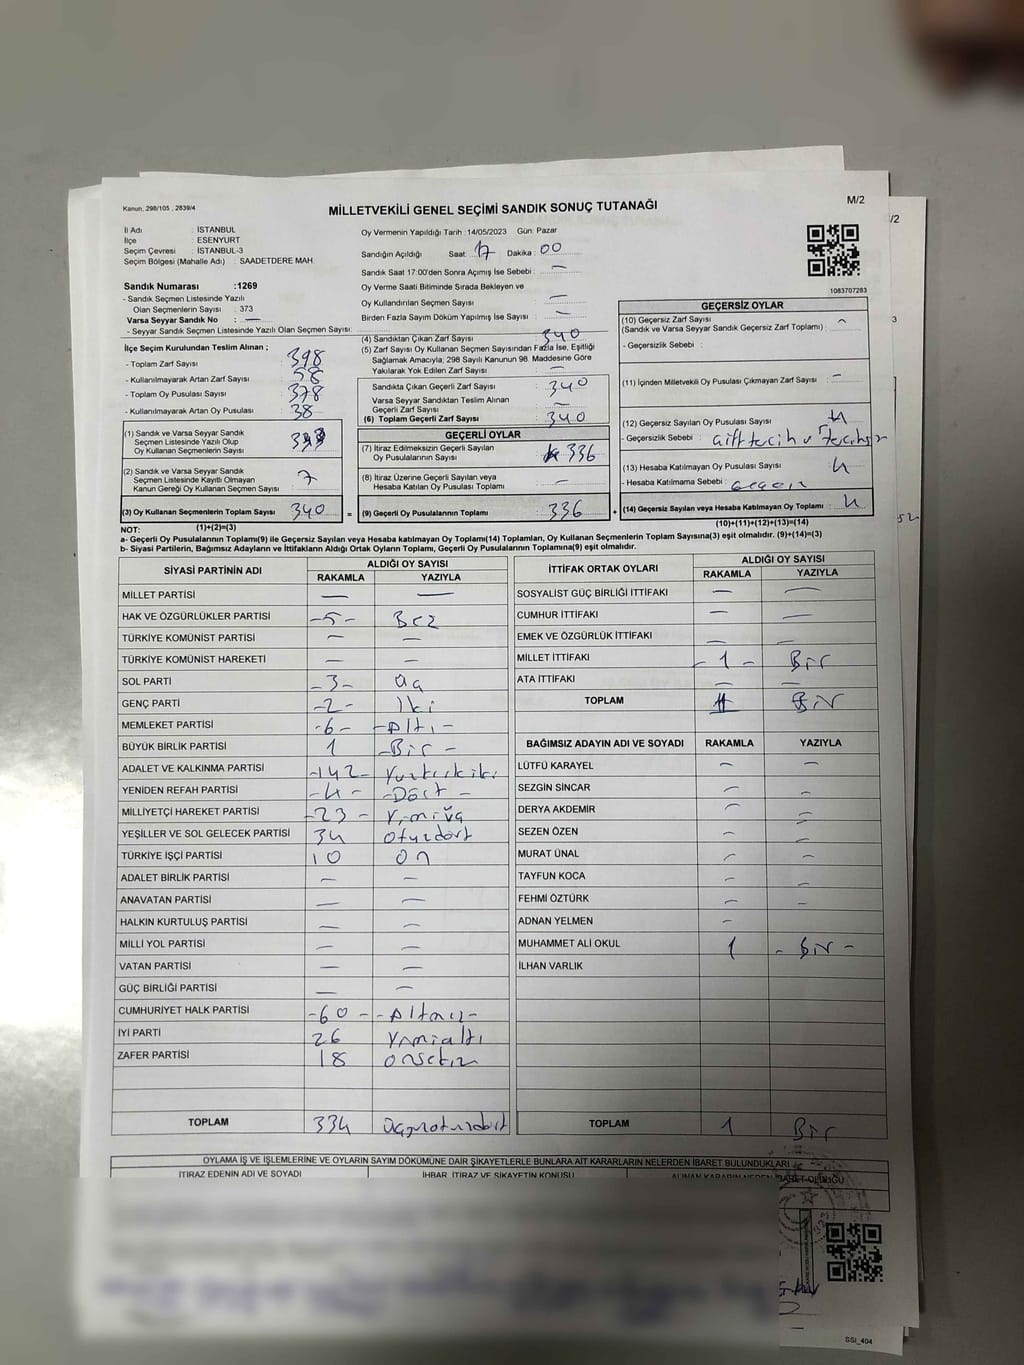 Kanun, 298/105 , 2839/4
MİLLETVEKİLİ GENEL SEÇİMİ SANDIK SONUÇ TUTANAĞI
M/2
İl Adı : İSTANBUL
İlçe : ESENYURT
Seçim Çevresi : İSTANBUL-3
Seçim Bölgesi (Mahalle Adı) : SAADETDERE MAH.
Oy Vermenin Yapıldığı Tarih : 14/05/2023 Gün: Pazar
Sandığın Açıldığı Saat: 17 Dakika: 00
Sandık Saat 17:00'den Sonra Açılmış İse Sebebi : —
Oy Verme Saati Bitiminde Sırada Bekleyen ve
Oy Kullandırılan Seçmen Sayısı : —
Birden Fazla Sayım Döküm Yapılmış İse Sayısı : —
1083707283
Sandık Numarası :1269
- Sandık Seçmen Listesinde Yazılı
Olan Seçmenlerin Sayısı : 373
Varsa Seyyar Sandık No : —
- Seyyar Sandık Seçmen Listesinde Yazılı Olan Seçmen Sayısı:
İlçe Seçim Kurulundan Teslim Alınan ;
- Toplam Zarf Sayısı : 398
- Kullanılmayarak Artan Zarf Sayısı : 58
- Toplam Oy Pusulası Sayısı : 378
- Kullanılmayarak Artan Oy Pusulası : 38
(1) Sandık ve Varsa Seyyar Sandık
Seçmen Listesinde Yazılı Olup
Oy Kullanan Seçmenlerin Sayısı :
(2) Sandık ve Varsa Seyyar Sandık
Seçmen Listesinde Kayıtlı Olmayan
Kanun Gereği Oy Kullanan Seçmen Sayısı : 7
(3) Oy Kullanan Seçmenlerin Toplam Sayısı 340 =
(1)+(2)=(3)
(4) Sandıktan Çıkan Zarf Sayısı : 340
(5) Zarf Sayısı Oy Kullanan Seçmen Sayısından Fazla İse, Eşitliği
Sağlamak Amacıyla, 298 Sayılı Kanunun 98. Maddesine Göre
Yakılarak Yok Edilen Zarf Sayısı : —
Sandıkta Çıkan Geçerli Zarf Sayısı : 340
Varsa Seyyar Sandıktan Teslim Alınan
Geçerli Zarf Sayısı : —
(6) Toplam Geçerli Zarf Sayısı : 340
GEÇERLİ OYLAR
(7) İtiraz Edilmeksizin Geçerli Sayılan
Oy Pusulalarının Sayısı : 336
(8) İtiraz Üzerine Geçerli Sayılan veya
Hesaba Katılan Oy Pusulası Toplamı : —
(9) Geçerli Oy Pusulalarının Toplamı 336 +
GEÇERSİZ OYLAR
(10) Geçersiz Zarf Sayısı
(Sandık ve Varsa Seyyar Sandık Geçersiz Zarf Toplamı) : —
- Geçersizlik Sebebi :
(11) İçinden Milletvekili Oy Pusulası Çıkmayan Zarf Sayısı : —
(12) Geçersiz Sayılan Oy Pusulası Sayısı : 4
- Geçersizlik Sebebi :
(13) Hesaba Katılmayan Oy Pusulası Sayısı : 4
- Hesaba Katılmama Sebebi :
(14) Geçersiz Sayılan veya Hesaba Katılmayan Oy Toplamı : 4
(10)+(11)+(12)+(13)=(14)
NOT:
a- Geçerli Oy Pusulalarının Toplamı(9) ile Geçersiz Sayılan veya Hesaba katılmayan Oy Toplamı(14) Toplamları, Oy Kullanan Seçmenlerin Toplam Sayısına(3) eşit olmalıdır. (9)+(14)=(3)
b- Siyasi Partilerin, Bağımsız Adayların ve İttifakların Aldığı Ortak Oyların Toplamı, Geçerli Oy Pusulalarının Toplamına(9) eşit olmalıdır.
SİYASİ PARTİNİN ADI ALDIĞI OY SAYISI
RAKAMLA YAZIYLA
MİLLET PARTİSİ — —
HAK VE ÖZGÜRLÜKLER PARTİSİ -5- Beş
TÜRKİYE KOMÜNİST PARTİSİ — —
TÜRKİYE KOMÜNİST HAREKETİ — —
SOL PARTİ -3- Üç
GENÇ PARTİ -2- İki
MEMLEKET PARTİSİ -6- -Altı-
BÜYÜK BİRLİK PARTİSİ 1 -Bir-
ADALET VE KALKINMA PARTİSİ -142- Yüzkırkiki
YENİDEN REFAH PARTİSİ -4- -Dört-
MİLLİYETÇİ HAREKET PARTİSİ -23- Yirmiüç
YEŞİLLER VE SOL GELECEK PARTİSİ 34 otuzdört
TÜRKİYE İŞÇİ PARTİSİ 10 on
ADALET BİRLİK PARTİSİ — —
ANAVATAN PARTİSİ — —
HALKIN KURTULUŞ PARTİSİ — —
MİLLİ YOL PARTİSİ — —
VATAN PARTİSİ — —
GÜÇ BİRLİĞİ PARTİSİ — —
CUMHURİYET HALK PARTİSİ -60- -Altmış-
İYİ PARTİ 26 Yirmialtı
ZAFER PARTİSİ 18 onsekiz
TOPLAM 334 Üçyüzotuzdört
İTTİFAK ORTAK OYLARI ALDIĞI OY SAYISI
RAKAMLA YAZIYLA
SOSYALİST GÜÇ BİRLİĞİ İTTİFAKI — —
CUMHUR İTTİFAKI — —
EMEK VE ÖZGÜRLÜK İTTİFAKI — —
MİLLET İTTİFAKI -1- Bir
ATA İTTİFAKI — —
TOPLAM 1 Bir
BAĞIMSIZ ADAYIN ADI VE SOYADI RAKAMLA YAZIYLA
LÜTFÜ KARAYEL — —
SEZGİN SİNCAR — —
DERYA AKDEMİR — —
SEZEN ÖZEN — —
MURAT ÜNAL — —
TAYFUN KOCA — —
FEHMİ ÖZTÜRK — —
ADNAN YELMEN —
MUHAMMET ALİ OKUL 1 -Bir-
İLHAN VARLIK
TOPLAM 1 Bir
OYLAMA İŞ VE İŞLEMLERİNE VE OYLARIN SAYIM DÖKÜMÜNE DAİR ŞİKAYETLERLE BUNLARA AİT KARARLARIN NELERDEN İBARET BULUNDUKLARI
İTİRAZ EDENİN ADI VE SOYADI İHBAR, İTİRAZ VE ŞİKAYETİN KONUSU ALINAN KARARIN NEDEN İBARET OLDUĞU
SSI_404